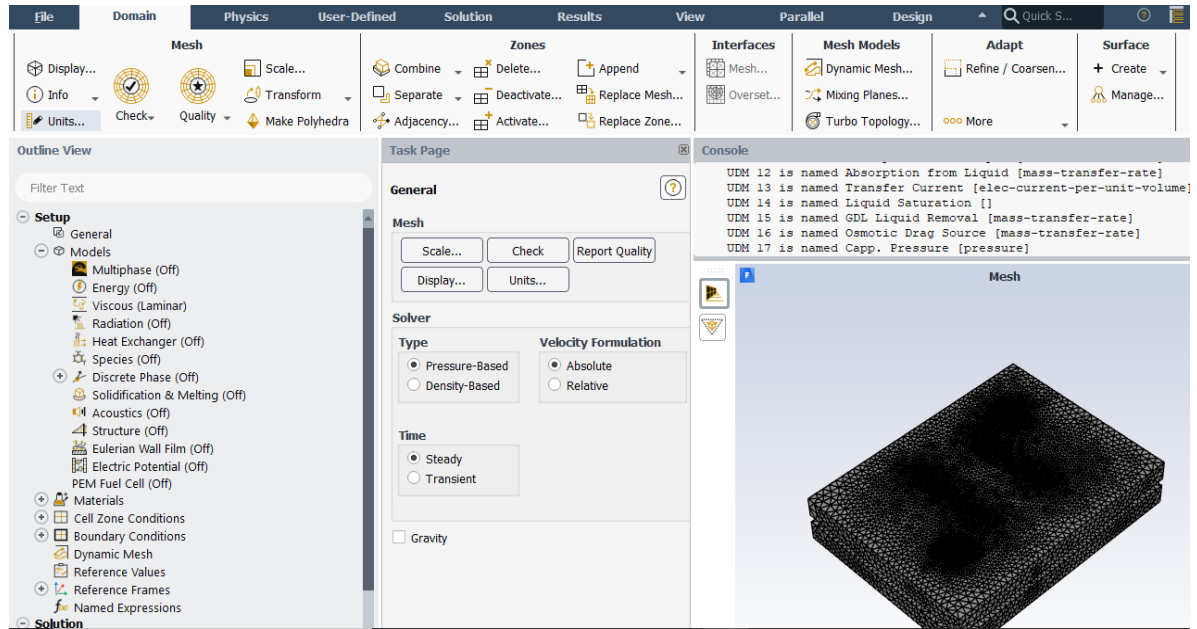 File Domain Physics User-Defined Solution Results View Parallel Design Quick S...
Mesh Zones Interfaces Mesh Models Adapt Surface
Display... Scale... Combine Delete... Append Mesh... Dynamic Mesh... Refine / Coarsen... + Create
Info Transform Separate Deactivate... Replace Mesh... Overset... Mixing Planes... Manage...
Units... Check Quality Make Polyhedra Adjacency... Activate... Replace Zone... Turbo Topology... More
Outline View
Filter Text
Setup
General
Models
Multiphase (Off)
Energy (Off)
Viscous (Laminar)
Radiation (Off)
Heat Exchanger (Off)
Species (Off)
Discrete Phase (Off)
Solidification & Melting (Off)
Acoustics (Off)
Structure (Off)
Eulerian Wall Film (Off)
Electric Potential (Off)
PEM Fuel Cell (Off)
Materials
Cell Zone Conditions
Boundary Conditions
Dynamic Mesh
Reference Values
Reference Frames
Named Expressions
Solution
Task Page
General
Mesh
Scale... Check Report Quality
Display... Units...
Solver
Type Velocity Formulation
Pressure-Based Absolute
Density-Based Relative
Time
Steady
Transient
Gravity
Console
UDM 12 is named Absorption from Liquid [mass-transfer-rate]
UDM 13 is named Transfer Current [elec-current-per-unit-volume]
UDM 14 is named Liquid Saturation []
UDM 15 is named GDL Liquid Removal [mass-transfer-rate]
UDM 16 is named Osmotic Drag Source [mass-transfer-rate]
UDM 17 is named Capp. Pressure [pressure]
Mesh